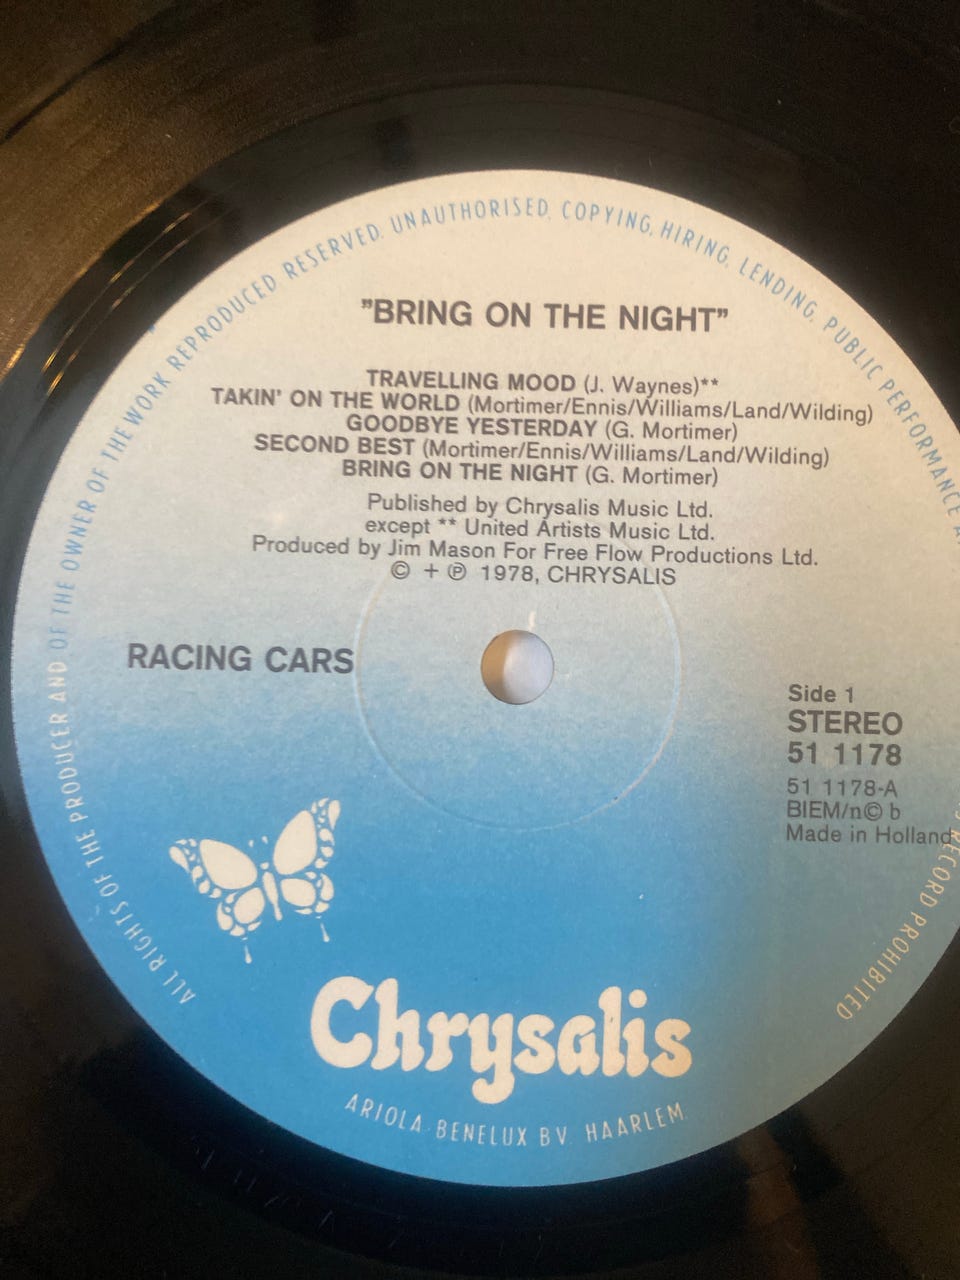 ALL RIGHTS OF THE PRODUCER AND OF THE OWNER OF THE WORK REPRODUCED RESERVED. UNAUTHORISED, COPYING, HIRING, LENDING, PUBLIC PERFORMANCE
RECORD PROHIBITED
"BRING ON THE NIGHT"
TRAVELLING MOOD (J. Waynes)**
TAKIN' ON THE WORLD (Mortimer/Ennis/Williams/Land/Wilding)
GOODBYE YESTERDAY (G. Mortimer)
SECOND BEST (Mortimer/Ennis/Williams/Land/Wilding)
BRING ON THE NIGHT (G. Mortimer)
Published by Chrysalis Music Ltd.
except ** United Artists Music Ltd.
Produced by Jim Mason For Free Flow Productions Ltd.
© + ℗ 1978, CHRYSALIS
RACING CARS
Side 1
STEREO
51 1178
51 1178-A
BIEM/n©b
Made in Holland
Chrysalis
ARIOLA-BENELUX B.V. HAARLEM